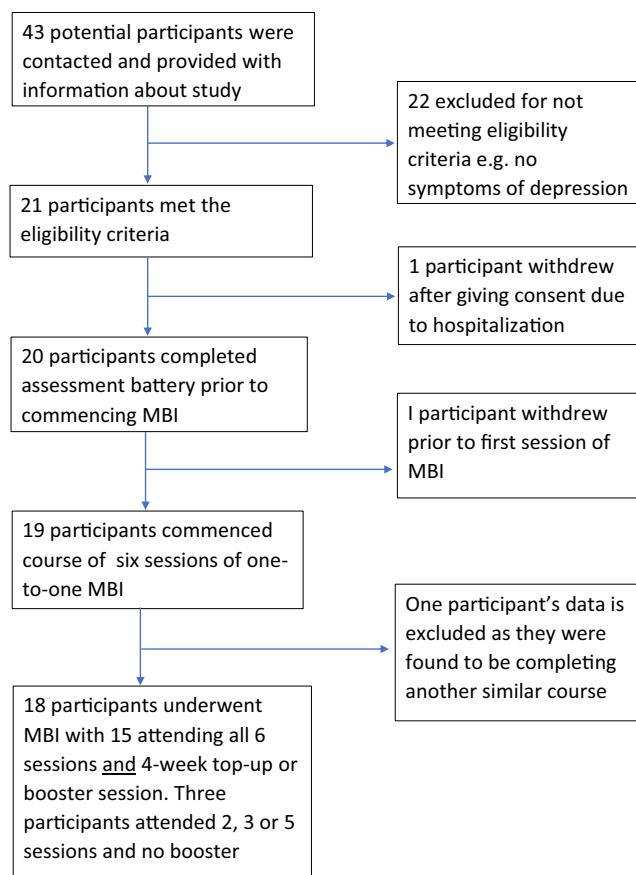 43 potential participants were
contacted and provided with
information about study
22 excluded for not
meeting eligibility
criteria e.g. no
symptoms of depression
21 participants met the
eligibility criteria
1 participant withdrew
after giving consent due
to hospitalization
20 participants completed
assessment battery prior to
commencing MBI
I participant withdrew
prior to first session of
MBI
19 participants commenced
course of six sessions of one-
to-one MBI
One participant’s data is
excluded as they were
found to be completing
another similar course
18 participants underwent
MBI with 15 attending all 6
sessions and 4-week top-up or
booster session. Three
participants attended 2, 3 or 5
sessions and no booster